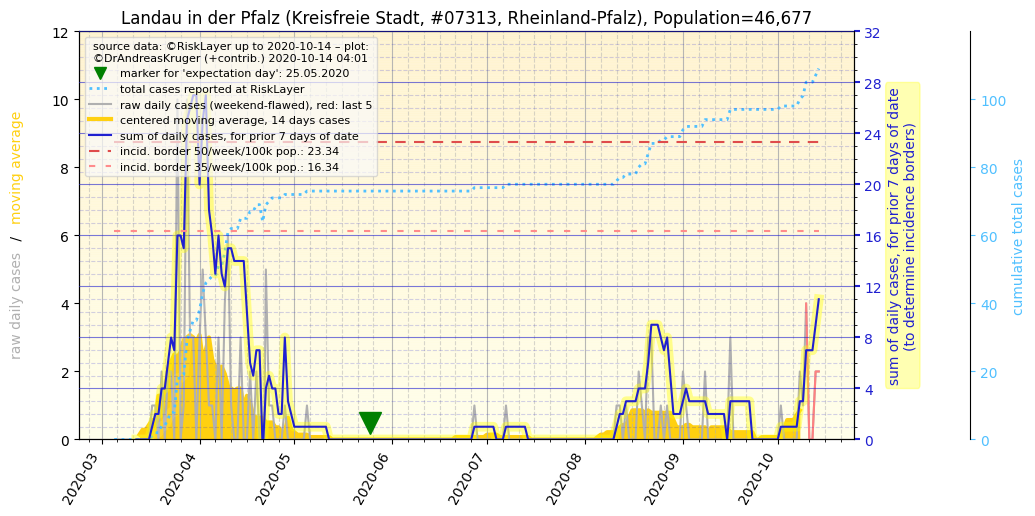 Landau in der Pfalz (Kreisfreie Stadt, #07313, Rheinland-Pfalz), Population=46,677
source data: ©RiskLayer up to 2020-10-14 – plot:
©DrAndreasKruger (+contrib.) 2020-10-14 04:01
marker for 'expectation day': 25.05.2020
total cases reported at RiskLayer
raw daily cases (weekend-flawed), red: last 5
centered moving average, 14 days cases
sum of daily cases, for prior 7 days of date
incid. border 50/week/100k pop.: 23.34
incid. border 35/week/100k pop.: 16.34
raw daily cases / moving average
12
10
8
6
4
2
0
32
28
24
20
16
12
8
4
0
sum of daily cases, for prior 7 days of date
(to determine incidence borders)
100
80
60
40
20
0
cumulative total cases
2020-03
2020-04
2020-05
2020-06
2020-07
2020-08
2020-09
2020-10